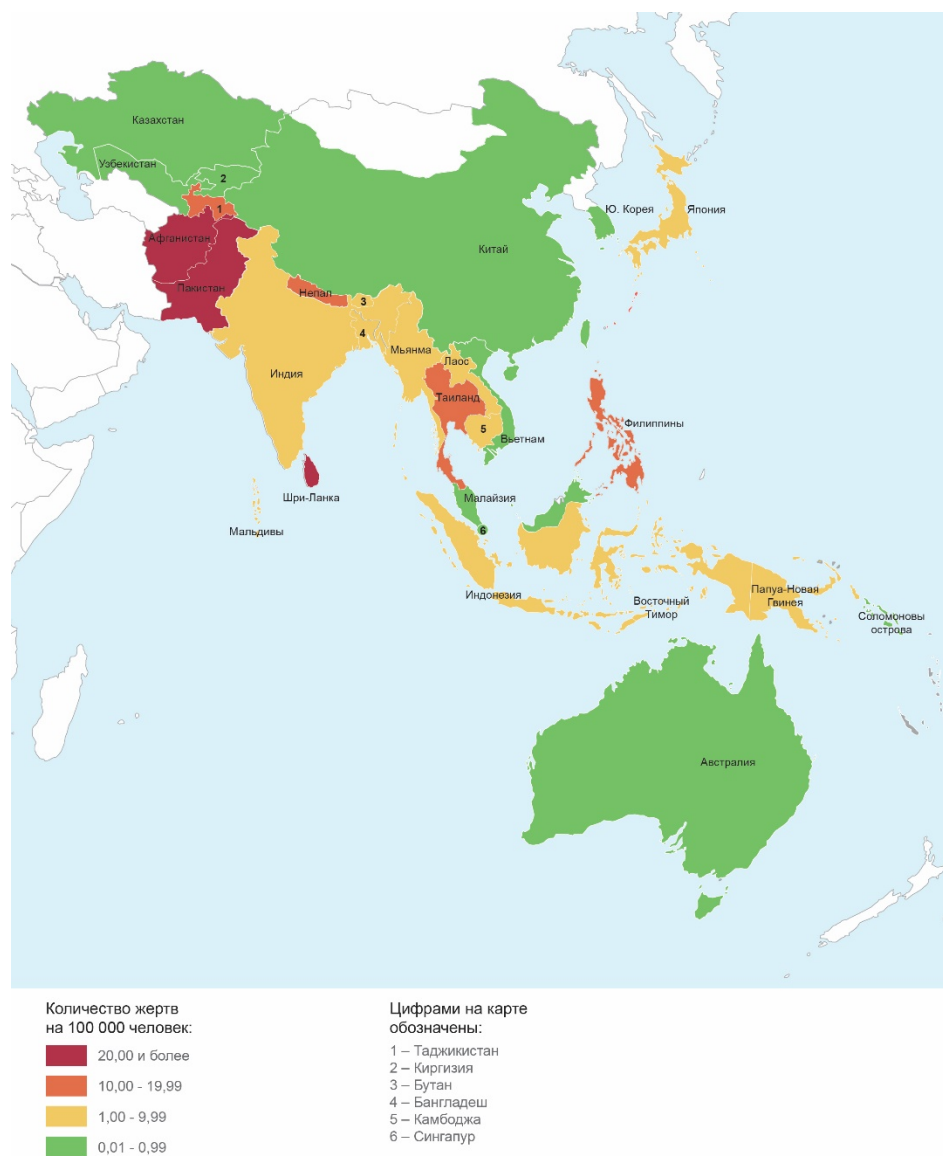 Казахстан
Узбекистан
2
1
Ю. Корея
Япония
Афганистан
Китай
Пакистан
Непал
3
4
Мьянма
Лаос
Индия
Таиланд
5
Филиппины
Вьетнам
Шри-Ланка
Малайзия
Мальдивы
6
Индонезия
Восточный
Тимор
Папуа-Новая
Гвинея
Соломоновы
острова
Австралия
Количество жертв
на 100 000 человек:
20,00 и более
10,00 - 19,99
1,00 - 9,99
0,01 - 0,99
Цифрами на карте
обозначены:
1 – Таджикистан
2 – Киргизия
3 – Бутан
4 – Бангладеш
5 – Камбоджа
6 – Сингапур